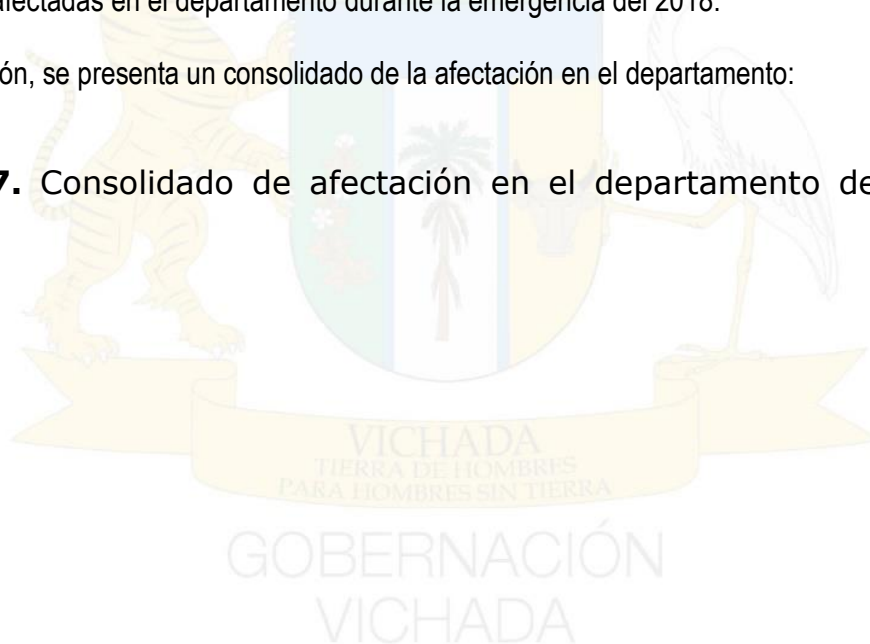 afectadas en el departamento durante la emergencia del 2018.
ón, se presenta un consolidado de la afectación en el departamento:
7. Consolidado de afectación en el departamento de
VICHADA
TIERRA DE HOMBRES
PARA HOMBRES SIN TIERRA
GOBERNACIÓN
VICHADA